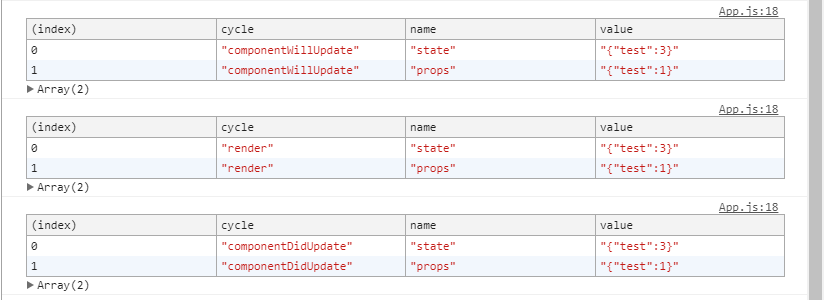 App.js:18
(index) cycle name value
0 "componentWillUpdate" "state" "{"test":3}"
1 "componentWillUpdate" "props" "{"test":1}"
▶ Array(2)
App.js:18
(index) cycle name value
0 "render" "state" "{"test":3}"
1 "render" "props" "{"test":1}"
▶ Array(2)
App.js:18
(index) cycle name value
0 "componentDidUpdate" "state" "{"test":3}"
1 "componentDidUpdate" "props" "{"test":1}"
▶ Array(2)